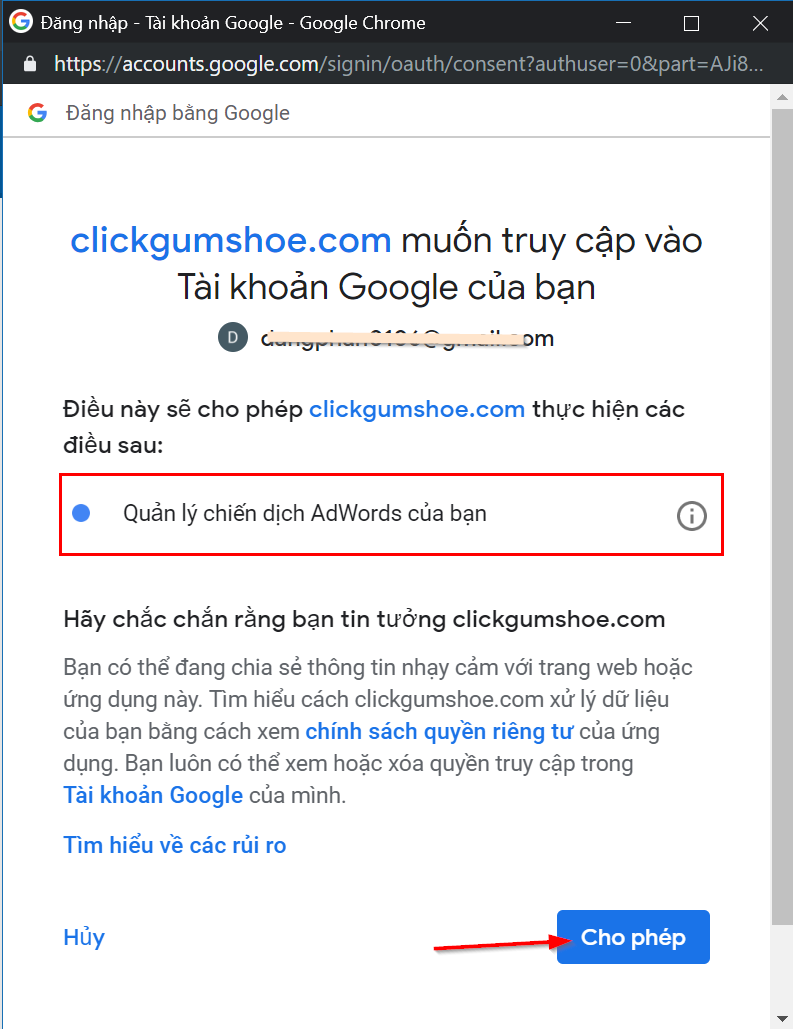 Đăng nhập - Tài khoản Google - Google Chrome
https://accounts.google.com/signin/oauth/consent?authuser=0&part=AJi8...
Đăng nhập bằng Google
clickgumshoe.com muốn truy cập vào
Tài khoản Google của bạn
D
Điều này sẽ cho phép clickgumshoe.com thực hiện các
điều sau:
Quản lý chiến dịch AdWords của bạn
Hãy chắc chắn rằng bạn tin tưởng clickgumshoe.com
Bạn có thể đang chia sẻ thông tin nhạy cảm với trang web hoặc
ứng dụng này. Tìm hiểu cách clickgumshoe.com xử lý dữ liệu
của bạn bằng cách xem chính sách quyền riêng tư của ứng
dụng. Bạn luôn có thể xem hoặc xóa quyền truy cập trong
Tài khoản Google của mình.
Tìm hiểu về các rủi ro
Hủy
Cho phép